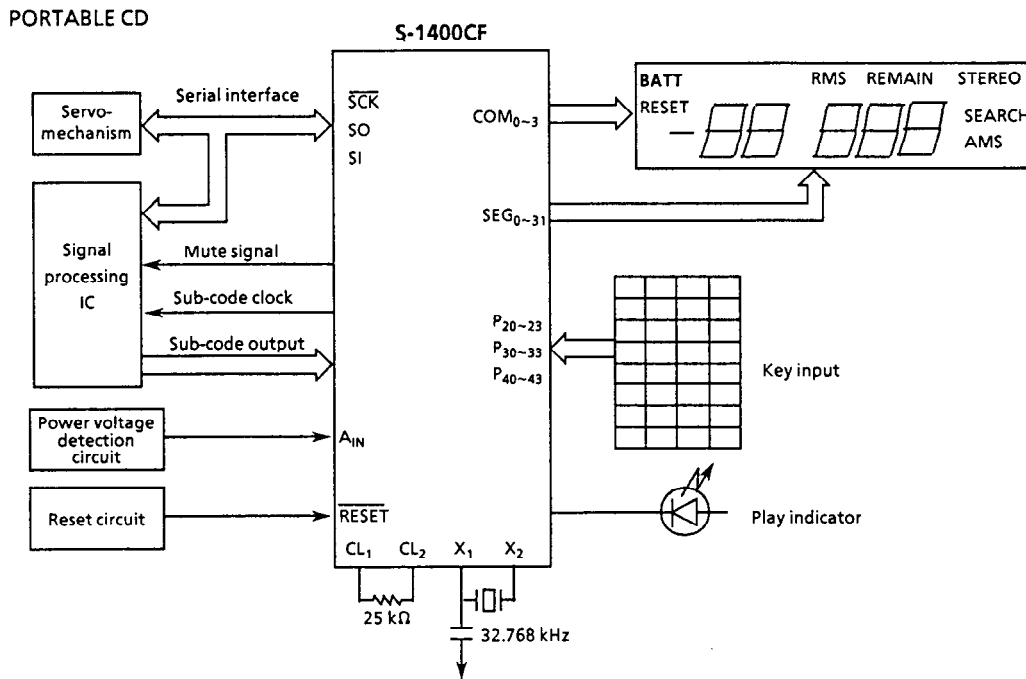 PORTABLE CD
S-1400CF
Servo-
mechanism
Serial interface
SCK
SO
SI
COM0~3
BATT
RMS REMAIN STEREO
RESET
SEARCH
AMS
SEG0~31
Signal
processing
IC
Mute signal
Sub-code clock
Sub-code output
P20~23
P30~33
P40~43
Key input
Power voltage
detection
circuit
AIN
Reset circuit
RESET
Play indicator
CL1 CL2 X1 X2
25 kΩ
32.768 kHz